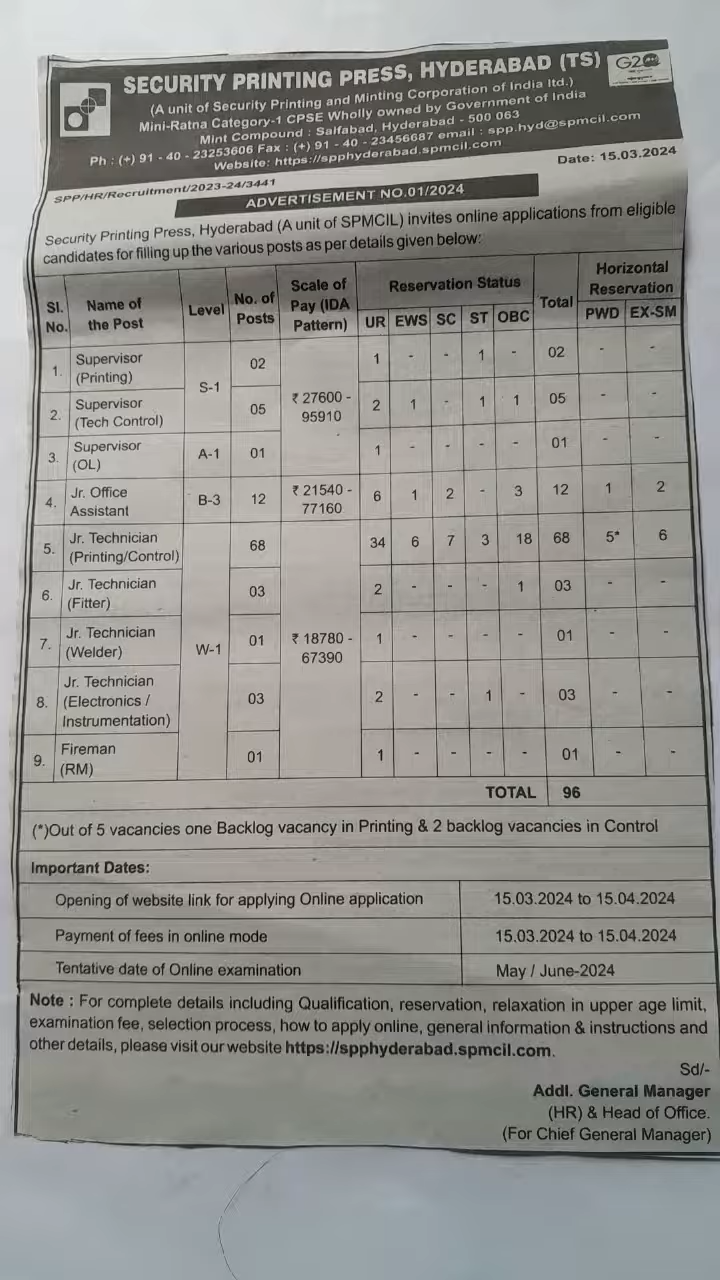 SECURITY PRINTING PRESS, HYDERABAD (TS)
G20
(A unit of Security Printing and Minting Corporation of India ltd.)
Mini-Ratna Category-1 CPSE Wholly owned by Government of India
Mint Compound : Saifabad, Hyderabad - 500 063
Ph : (+) 91 - 40 - 23253606 Fax : (+) 91 - 40 - 23456687 email : spp.hyd@spmcil.com
Website: https://spphyderabad.spmcil.com
SPP/HR/Recruitment/2023-24/3441
Date: 15.03.2024
ADVERTISEMENT NO.01/2024
Security Printing Press, Hyderabad (A unit of SPMCIL) invites online applications from eligible
candidates for filling up the various posts as per details given below:
Sl. No. Name of the Post Level No. of Posts Scale of Pay (IDA Pattern) Reservation Status Total Horizontal Reservation
UR EWS SC ST OBC PWD EX-SM
1. Supervisor (Printing) S-1 02 ₹ 27600 - 95910 1 - - 1 - 02 - -
2. Supervisor (Tech Control) 05 2 1 - 1 1 05 - -
3. Supervisor (OL) A-1 01 1 - - - - 01 - -
4. Jr. Office Assistant B-3 12 ₹ 21540 - 77160 6 1 2 - 3 12 1 2
5. Jr. Technician (Printing/Control) W-1 68 ₹ 18780 - 67390 34 6 7 3 18 68 5* 6
6. Jr. Technician (Fitter) 03 2 - - - 1 03 - -
7. Jr. Technician (Welder) 01 1 - - - - 01 - -
8. Jr. Technician (Electronics / Instrumentation) 03 2 - - 1 - 03 - -
9. Fireman (RM) 01 1 - - - - 01 - -
TOTAL 96
(*)Out of 5 vacancies one Backlog vacancy in Printing & 2 backlog vacancies in Control
Important Dates:
Opening of website link for applying Online application 15.03.2024 to 15.04.2024
Payment of fees in online mode 15.03.2024 to 15.04.2024
Tentative date of Online examination May / June-2024
Note : For complete details including Qualification, reservation, relaxation in upper age limit,
examination fee, selection process, how to apply online, general information & instructions and
other details, please visit our website https://spphyderabad.spmcil.com.
Sd/-
Addl. General Manager
(HR) & Head of Office.
(For Chief General Manager)